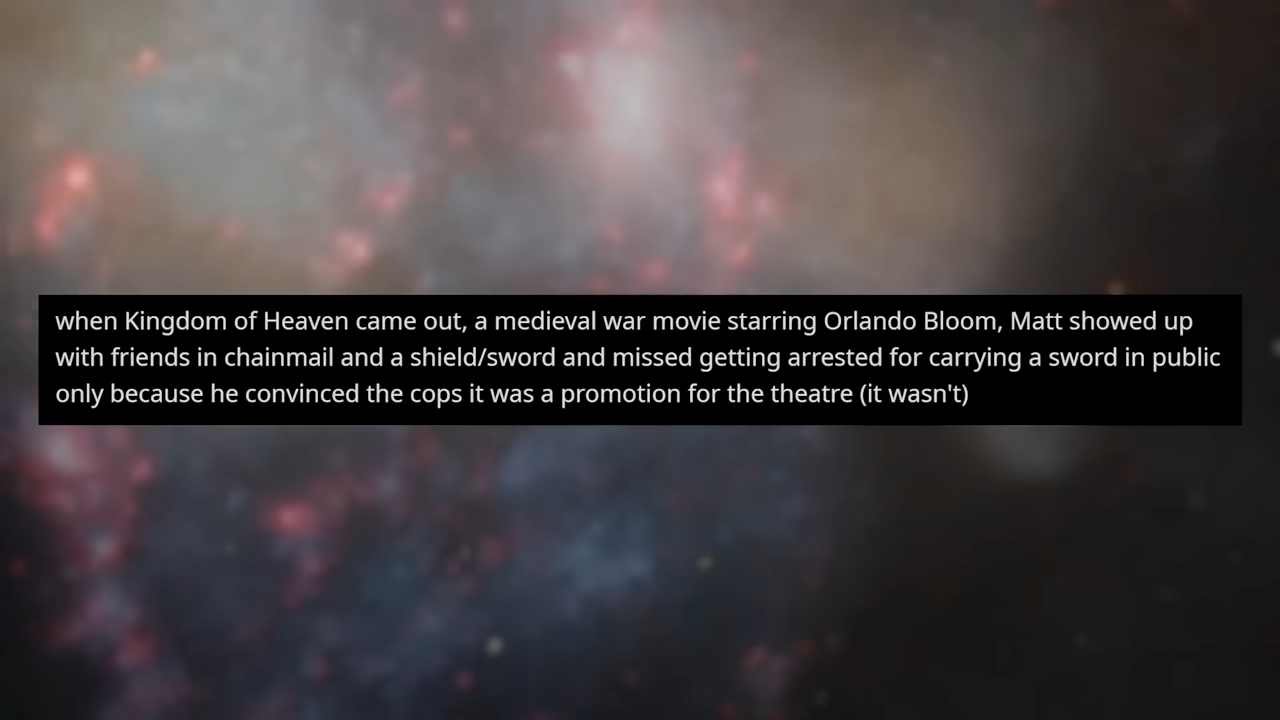 when Kingdom of Heaven came out, a medieval war movie starring Orlando Bloom, Matt showed up
with friends in chainmail and a shield/sword and missed getting arrested for carrying a sword in public
only because he convinced the cops it was a promotion for the theatre (it wasn't)